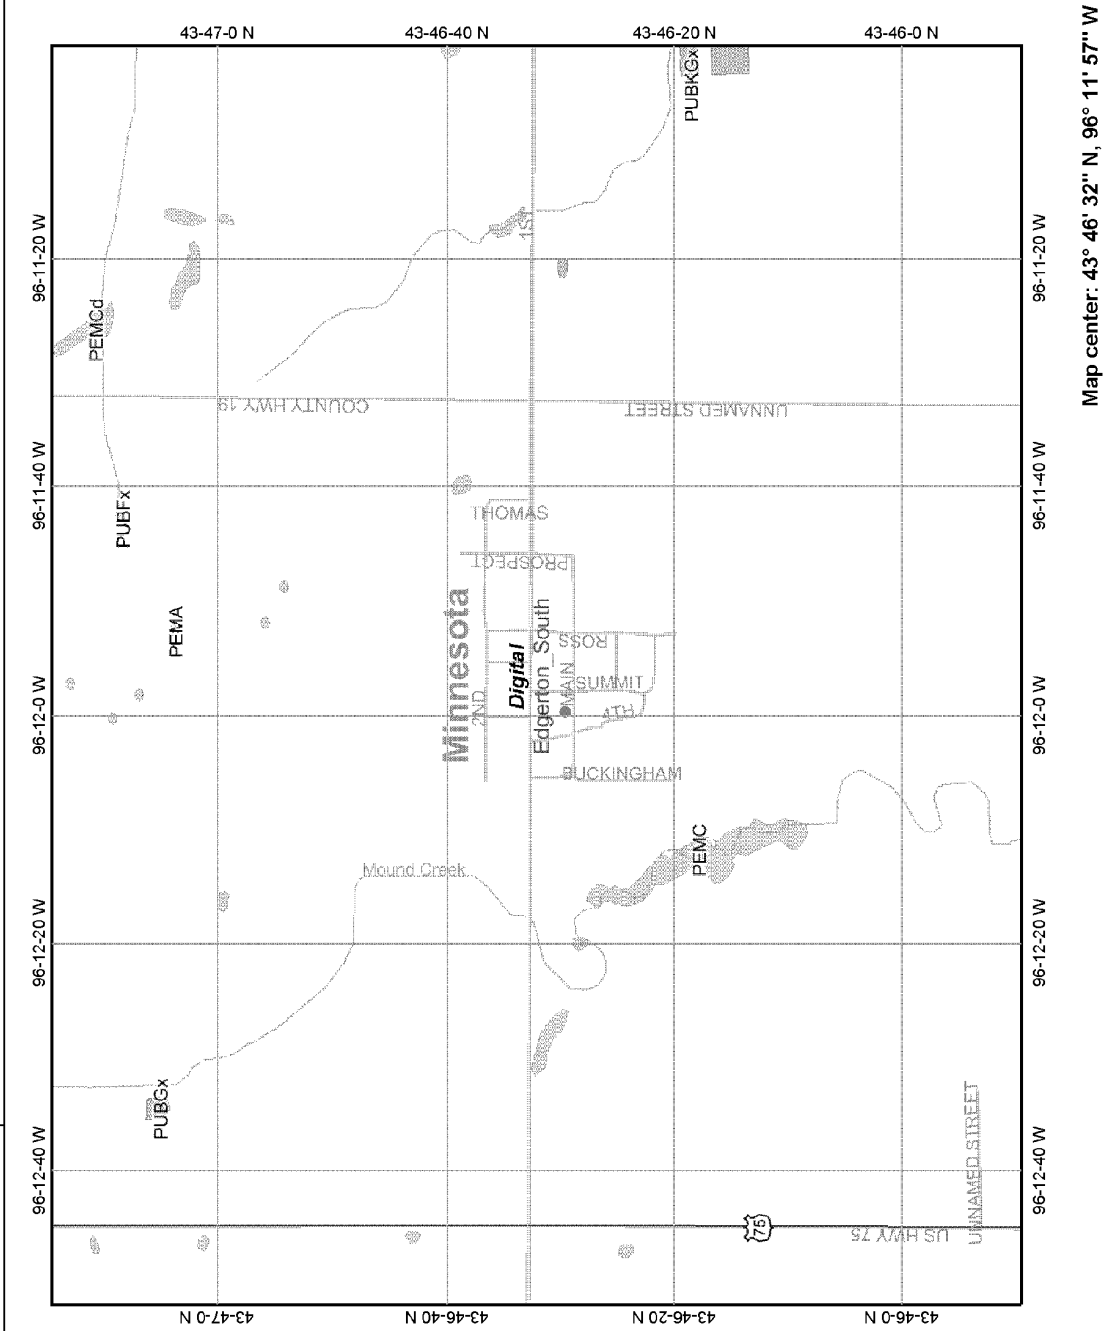 43-47-0 N
43-46-40 N
43-46-20 N
43-46-0 N
96-11-20 W
96-11-40 W
96-12-0 W
96-12-20 W
96-12-40 W
PUBKGx
1ST
PEMCd
COUNTY HWY 19
UNNAMED STREET
PUBFx
THOMAS
PROSPECT
PEMA
Minnesota
Digital
Edgerton_South
ROSS
2ND
MAIN
SUMMIT
4TH
BUCKINGHAM
Mound Creek
PEMC
PUBGx
75
US HWY 75
UNNAMED STREET
96-11-20 W
96-11-40 W
96-12-0 W
96-12-20 W
96-12-40 W
43-47-0 N
43-46-40 N
43-46-20 N
43-46-0 N
Map center: 43° 46' 32" N, 96° 11' 57" W